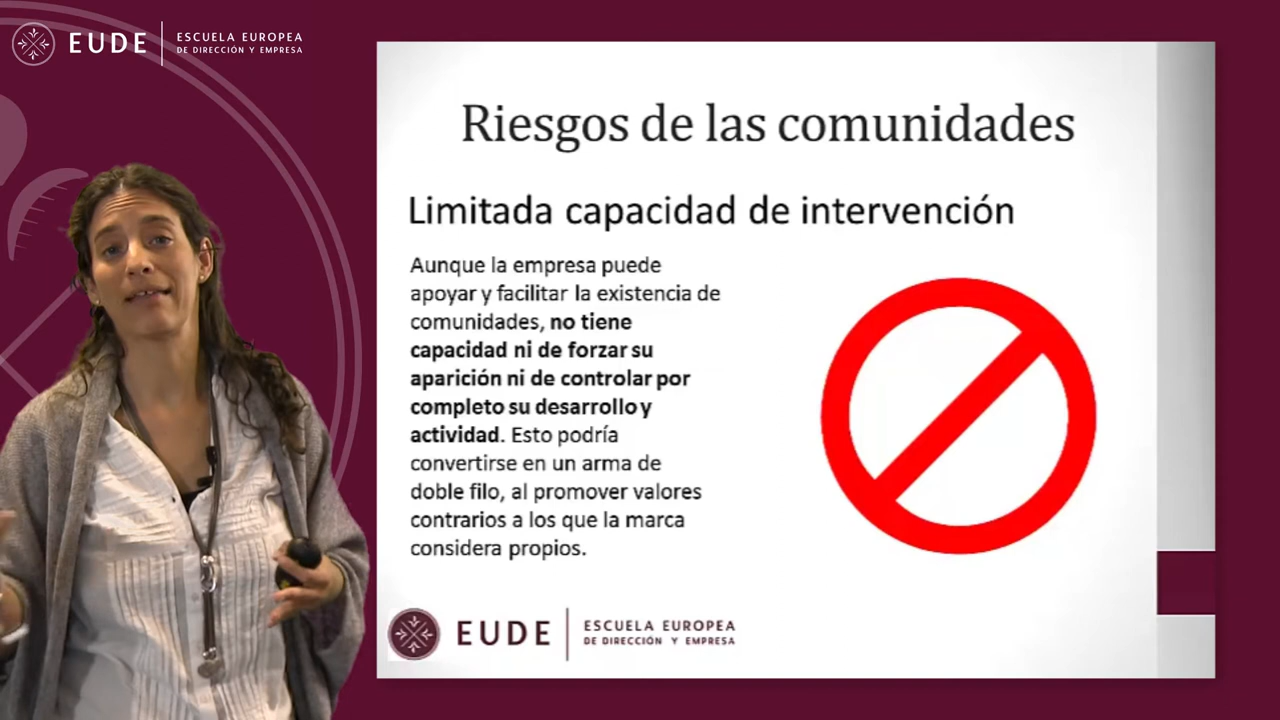 EUDE
ESCUELA EUROPEA
DE DIRECCIÓN Y EMPRESA
Riesgos de las comunidades
Limitada capacidad de intervención
Aunque la empresa puede
apoyar y facilitar la existencia de
comunidades, no tiene
capacidad ni de forzar su
aparición ni de controlar por
completo su desarrollo y
actividad. Esto podría
convertirse en un arma de
doble filo, al promover valores
contrarios a los que la marca
considera propios.
EUDE
ESCUELA EUROPEA
DE DIRECCIÓN Y EMPRESA